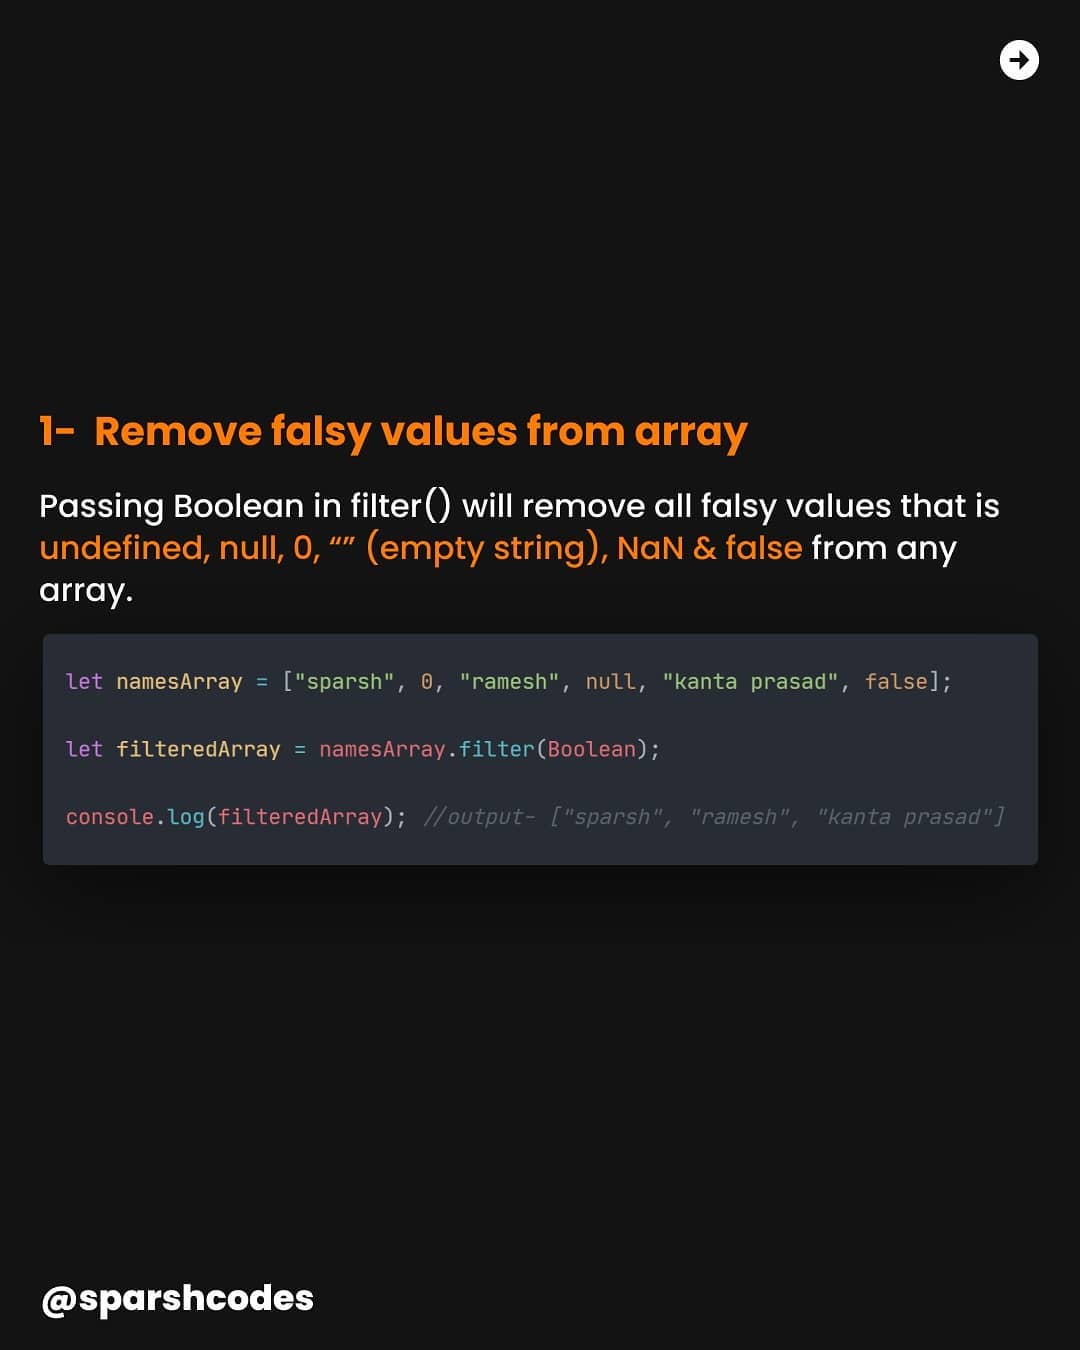 1- Remove falsy values from array
Passing Boolean in filter() will remove all falsy values that is
undefined, null, 0, “” (empty string), NaN & false from any
array.
let namesArray = ["sparsh", 0, "ramesh", null, "kanta prasad", false];
let filteredArray = namesArray.filter(Boolean);
console.log(filteredArray); //output- ["sparsh", "ramesh", "kanta prasad"]
@sparshcodes